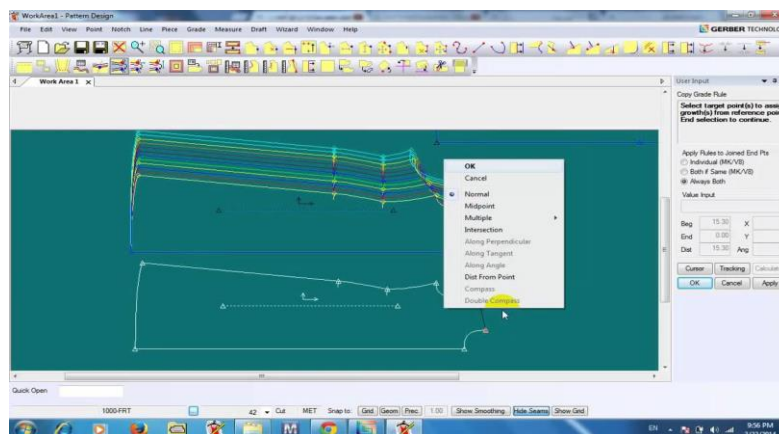 WorkArea1 - Pattern Design
File Edit View Point Notch Line Piece Grade Measure Draft Wizard Window Help
GERBER TECHNOLO
Work Area 1 x
User Input
Copy Grade Rule
Select target point(s) to assi
growth(s) from reference poi
End selection to continue.
Apply Rules to Joined End Pts
Individual (MK/V8)
Both if Same (MK/V8)
Always Both
Value Input
Beg 15.30 X
End 0.00 Y
Dist 15.30 Ang
Cursor Tracking Calculat
OK Cancel Apply
OK
Cancel
Normal
Midpoint
Multiple
Intersection
Along Perpendicular
Along Tangent
Along Angle
Dist From Point
Compass
Double Compass
Quick Open
1000-FRT 42 Cut MET Snap to: Grid Geom Prec 1.00 Show Smoothing Hide Seams Show Grid
EN 9:56 PM